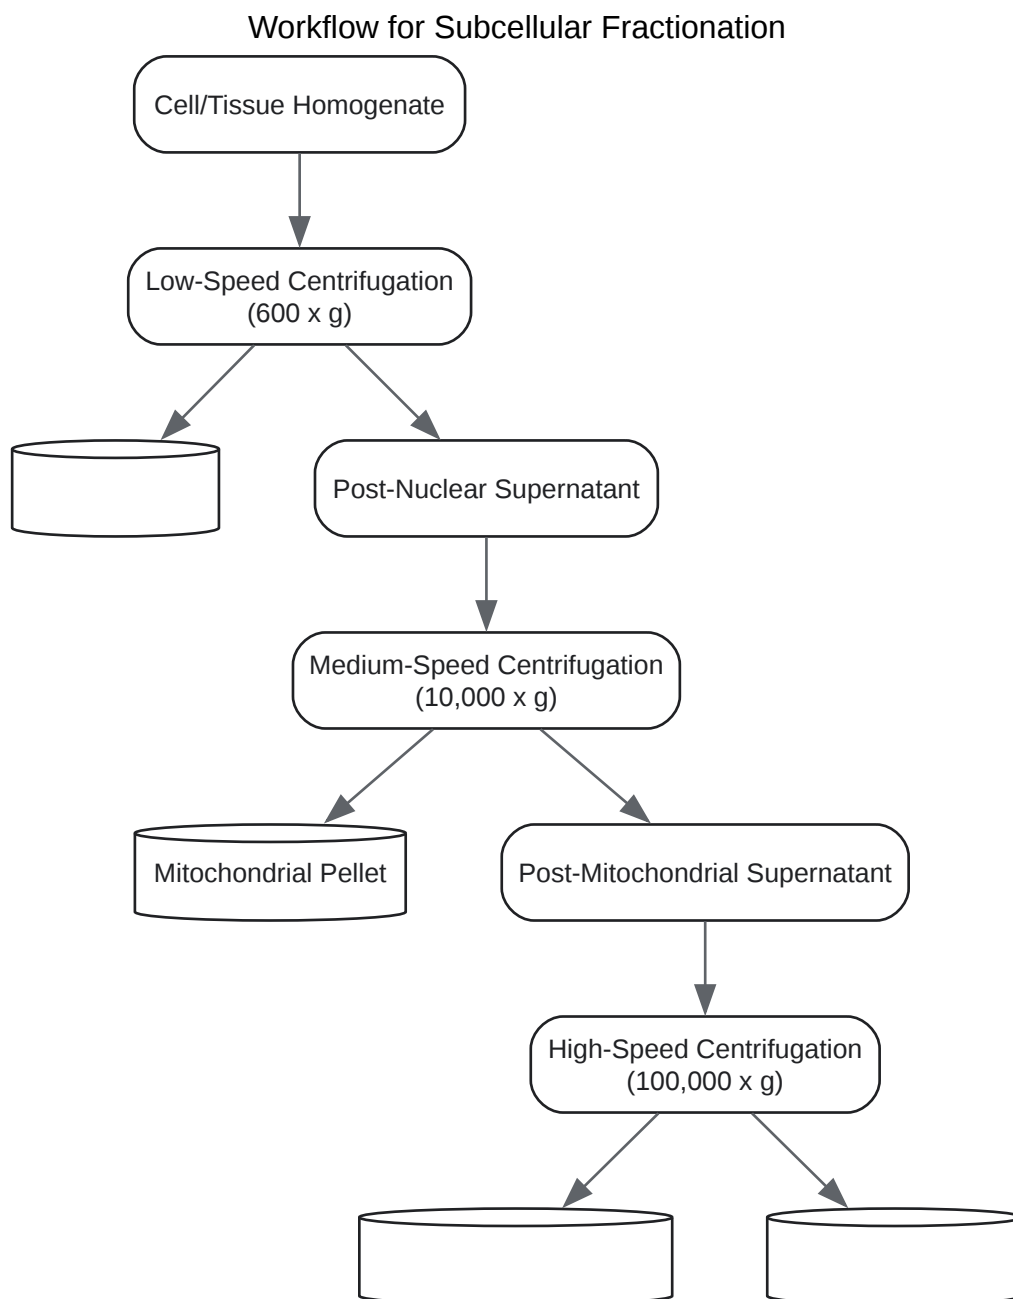 Workflow for Subcellular Fractionation
Cell/Tissue Homogenate
Low-Speed Centrifugation
(600 x g)
Post-Nuclear Supernatant
Medium-Speed Centrifugation
(10,000 x g)
Mitochondrial Pellet
Post-Mitochondrial Supernatant
High-Speed Centrifugation
(100,000 x g)